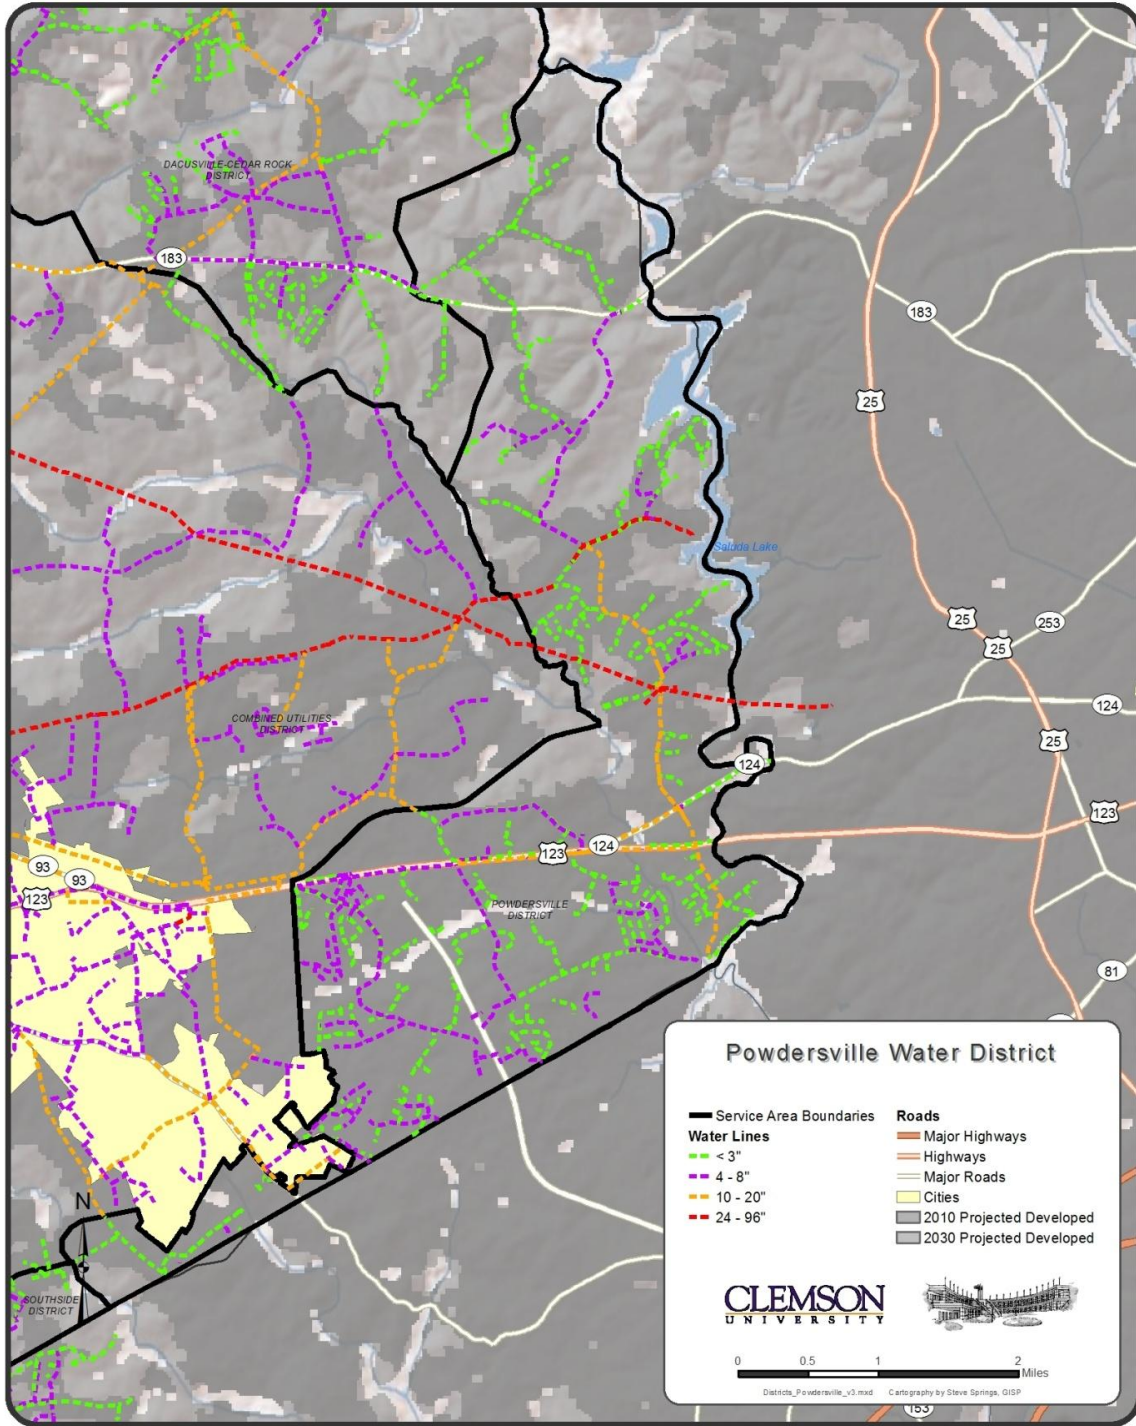 DACUSVILLE-CEDAR ROCK
DISTRICT
183
183
25
Saluda Lake
25
253
25
124
COMBINED UTILITIES
DISTRICT
25
124
123
124
123
93
93
123
POWDERSVILLE
DISTRICT
81
N
SOUTHSIDE
DISTRICT
Powdersville Water District
Service Area Boundaries
Water Lines
< 3"
4 - 8"
10 - 20"
24 - 96"
Roads
Major Highways
Highways
Major Roads
Cities
2010 Projected Developed
2030 Projected Developed
CLEMSON
UNIVERSITY
0 0.5 1 2
Miles
Districts_Powdersville_v3.mxd Cartography by Steve Springs, GISP
153